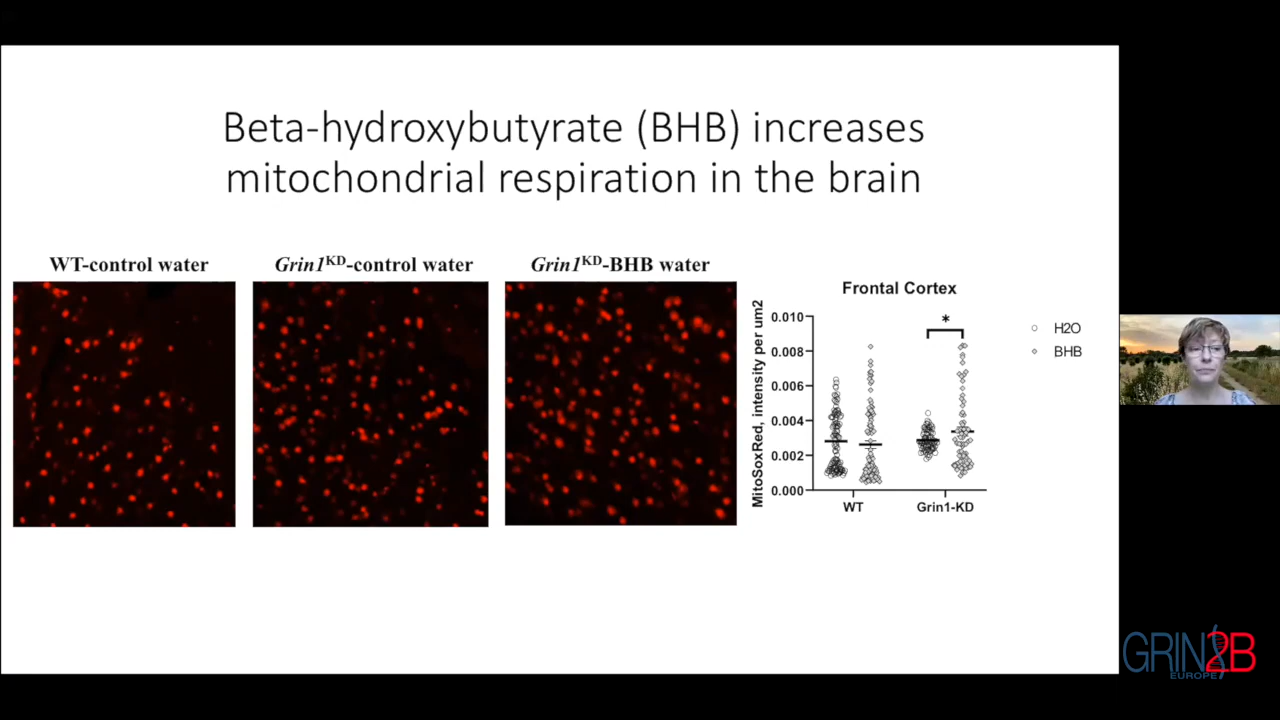 Beta-hydroxybutyrate (BHB) increases
mitochondrial respiration in the brain
WT-control water
Grin1KD-control water
Grin1KD-BHB water
Frontal Cortex
MitoSoxRed, intensity per um2
0.010
0.008
0.006
0.004
0.002
0.000
*
WT
Grin1-KD
H2O
BHB
GRIN2B
EUROPE